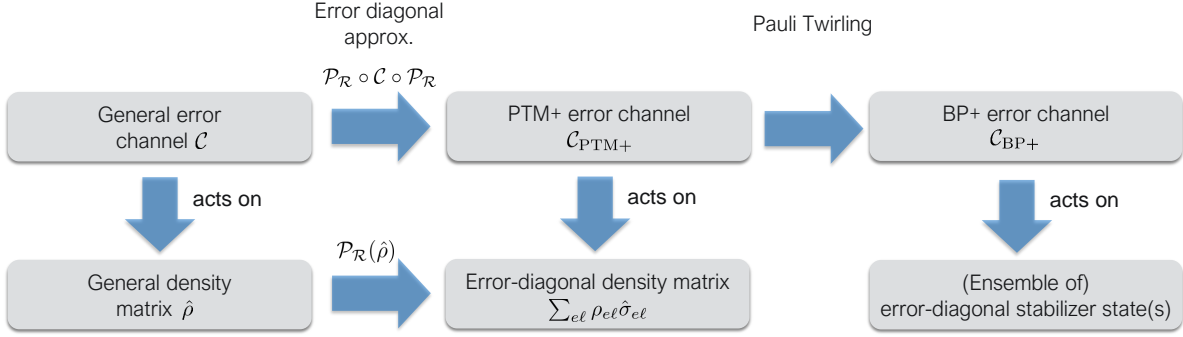 Error diagonal
approx.
Pauli Twirling
𝒫_ℛ ∘ 𝒞 ∘ 𝒫_ℛ
General error
channel 𝒞
PTM+ error channel
𝒞_PTM+
BP+ error channel
𝒞_BP+
acts on
acts on
acts on
𝒫_ℛ(ρ̂)
General density
matrix ρ̂
Error-diagonal density matrix
∑_eℓ ρ_eℓ σ̂_eℓ
(Ensemble of)
error-diagonal stabilizer state(s)